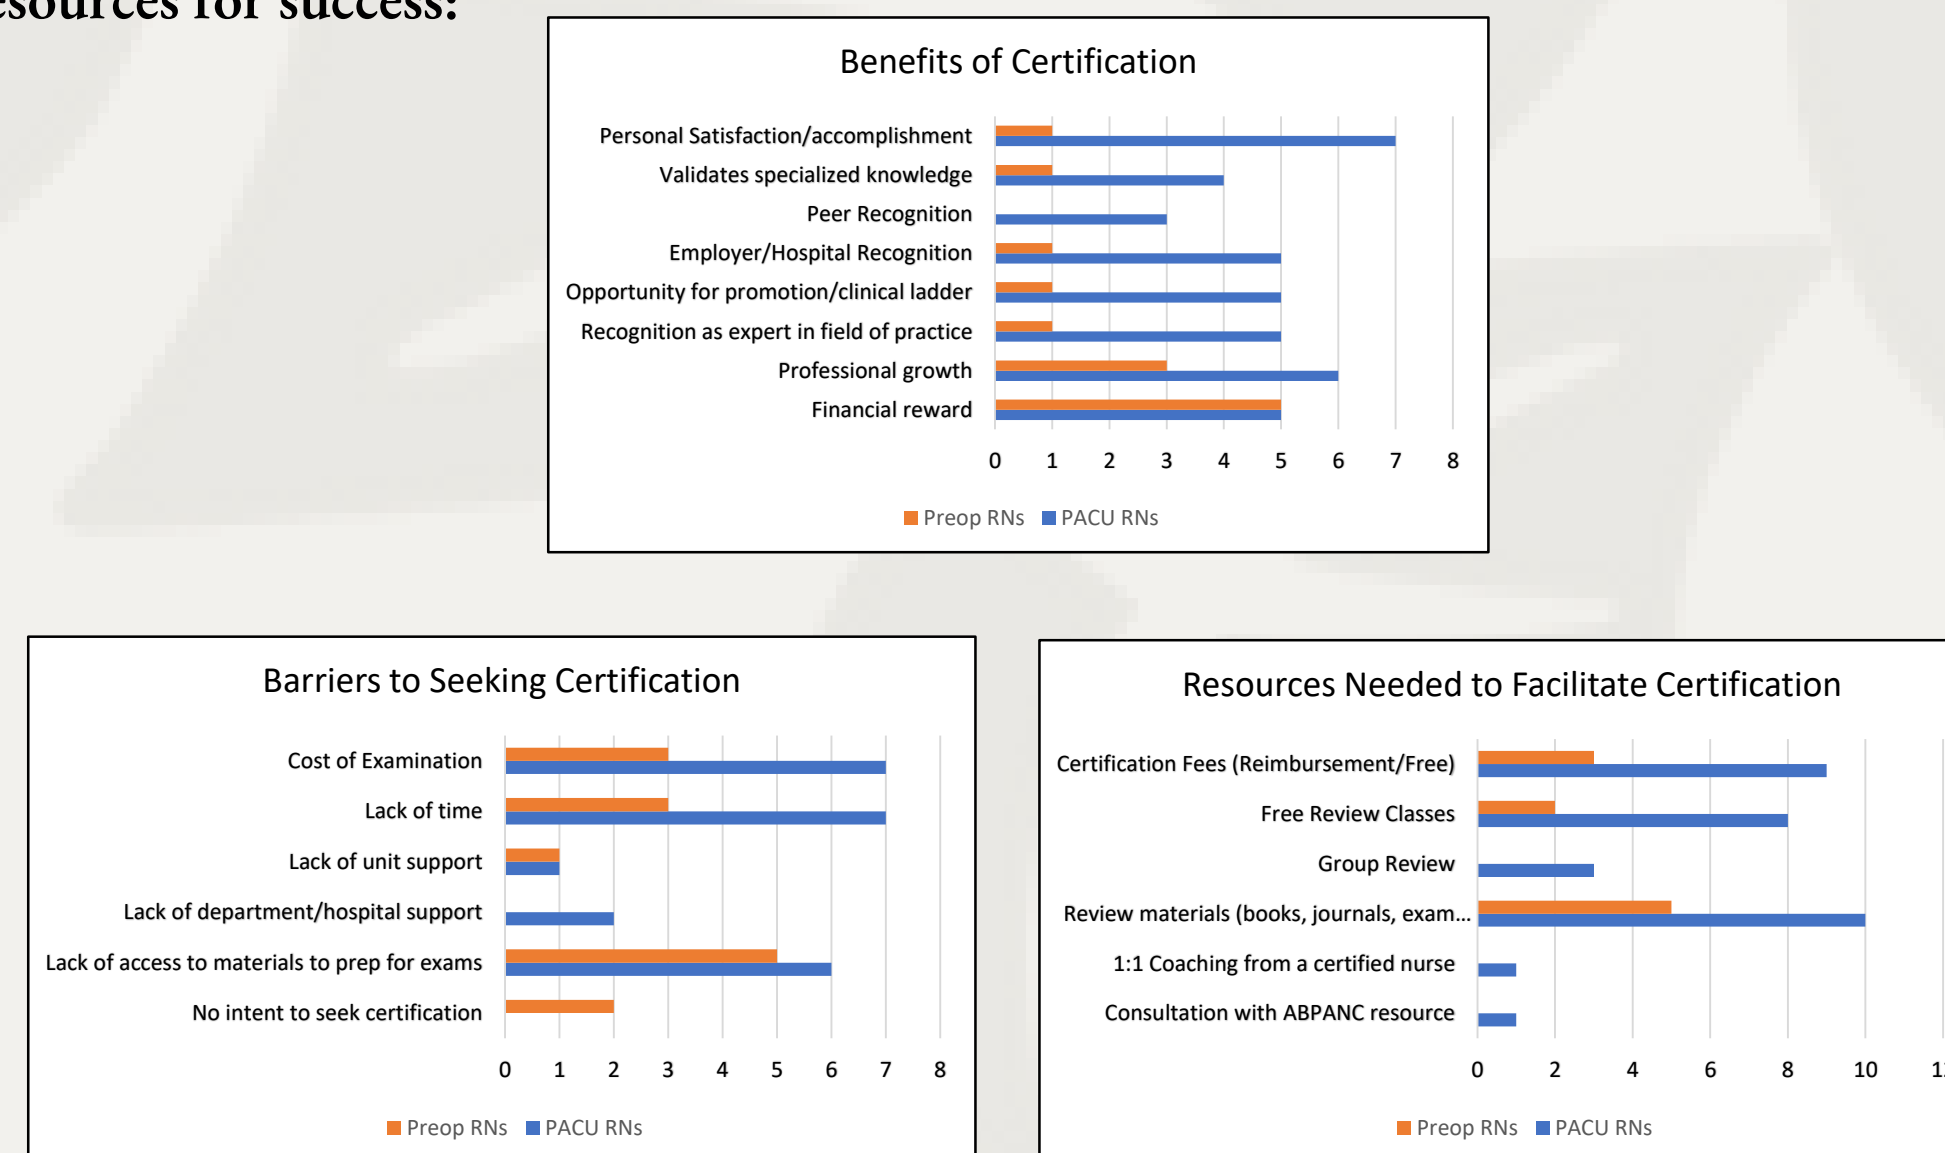 esources for success:
Benefits of Certification
Personal Satisfaction/accomplishment
Validates specialized knowledge
Peer Recognition
Employer/Hospital Recognition
Opportunity for promotion/clinical ladder
Recognition as expert in field of practice
Professional growth
Financial reward
0 1 2 3 4 5 6 7 8
Preop RNs PACU RNs
Barriers to Seeking Certification
Cost of Examination
Lack of time
Lack of unit support
Lack of department/hospital support
Lack of access to materials to prep for exams
No intent to seek certification
0 1 2 3 4 5 6 7 8
Preop RNs PACU RNs
Resources Needed to Facilitate Certification
Certification Fees (Reimbursement/Free)
Free Review Classes
Group Review
Review materials (books, journals, exam...
1:1 Coaching from a certified nurse
Consultation with ABPANC resource
0 2 4 6 8 10
Preop RNs PACU RNs